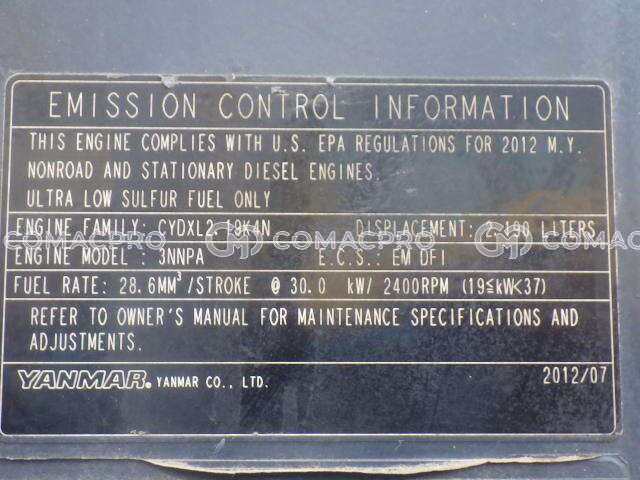 EMISSION CONTROL INFORMATION
THIS ENGINE COMPLIES WITH U.S. EPA REGULATIONS FOR 2012 M.Y.
NONROAD AND STATIONARY DIESEL ENGINES.
ULTRA LOW SULFUR FUEL ONLY
ENGINE FAMILY: DISPLACEMENT: LITERS
COMACPRO CMJ COMACPRO CMJ COMACPRO
ENGINE MODEL : 3NNPA E.C.S.: EM DFI
FUEL RATE: 28.6MM³/STROKE @ 30.0 kW/ 2400RPM (19≦kW<37)
REFER TO OWNER'S MANUAL FOR MAINTENANCE SPECIFICATIONS AND
ADJUSTMENTS.
YANMAR. YANMAR CO., LTD. 2012/07